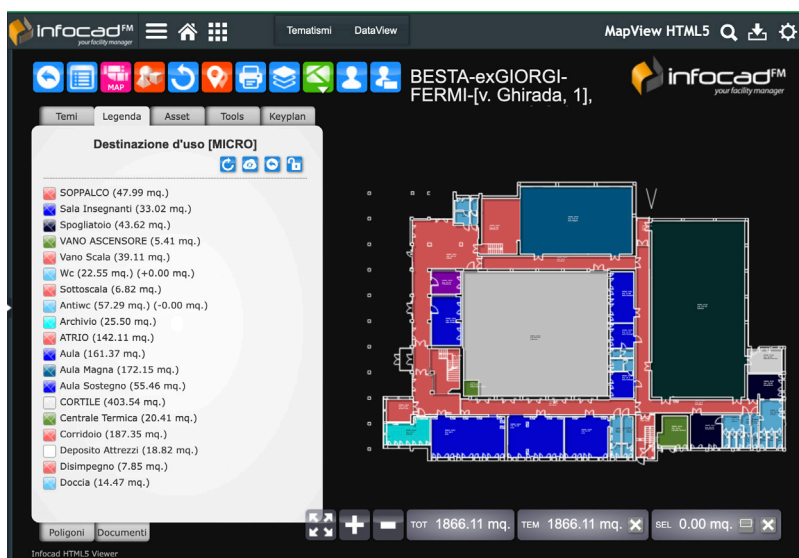 infocad FM
your facility manager
Tematismi DataView
MapView HTML5
MAP
BESTA-exGIORGI-
FERMI-[v. Ghirada, 1],
infocad FM
your facility manager
Temi Legenda Asset Tools Keyplan
Destinazione d'uso [MICRO]
SOPPALCO (47.99 mq.)
Sala Insegnanti (33.02 mq.)
Spogliatoio (43.62 mq.)
VANO ASCENSORE (5.41 mq.)
Vano Scala (39.11 mq.)
Wc (22.55 mq.) (+0.00 mq.)
Sottoscala (6.82 mq.)
Antiwc (57.29 mq.) (-0.00 mq.)
Archivio (25.50 mq.)
ATRIO (142.11 mq.)
Aula (161.37 mq.)
Aula Magna (172.15 mq.)
Aula Sostegno (55.46 mq.)
CORTILE (403.54 mq.)
Centrale Termica (20.41 mq.)
Corridoio (187.35 mq.)
Deposito Attrezzi (18.82 mq.)
Disimpegno (7.85 mq.)
Doccia (14.47 mq.)
Poligoni Documenti
TOT 1866.11 mq. TEM 1866.11 mq. SEL 0.00 mq.
Infocad HTML5 Viewer